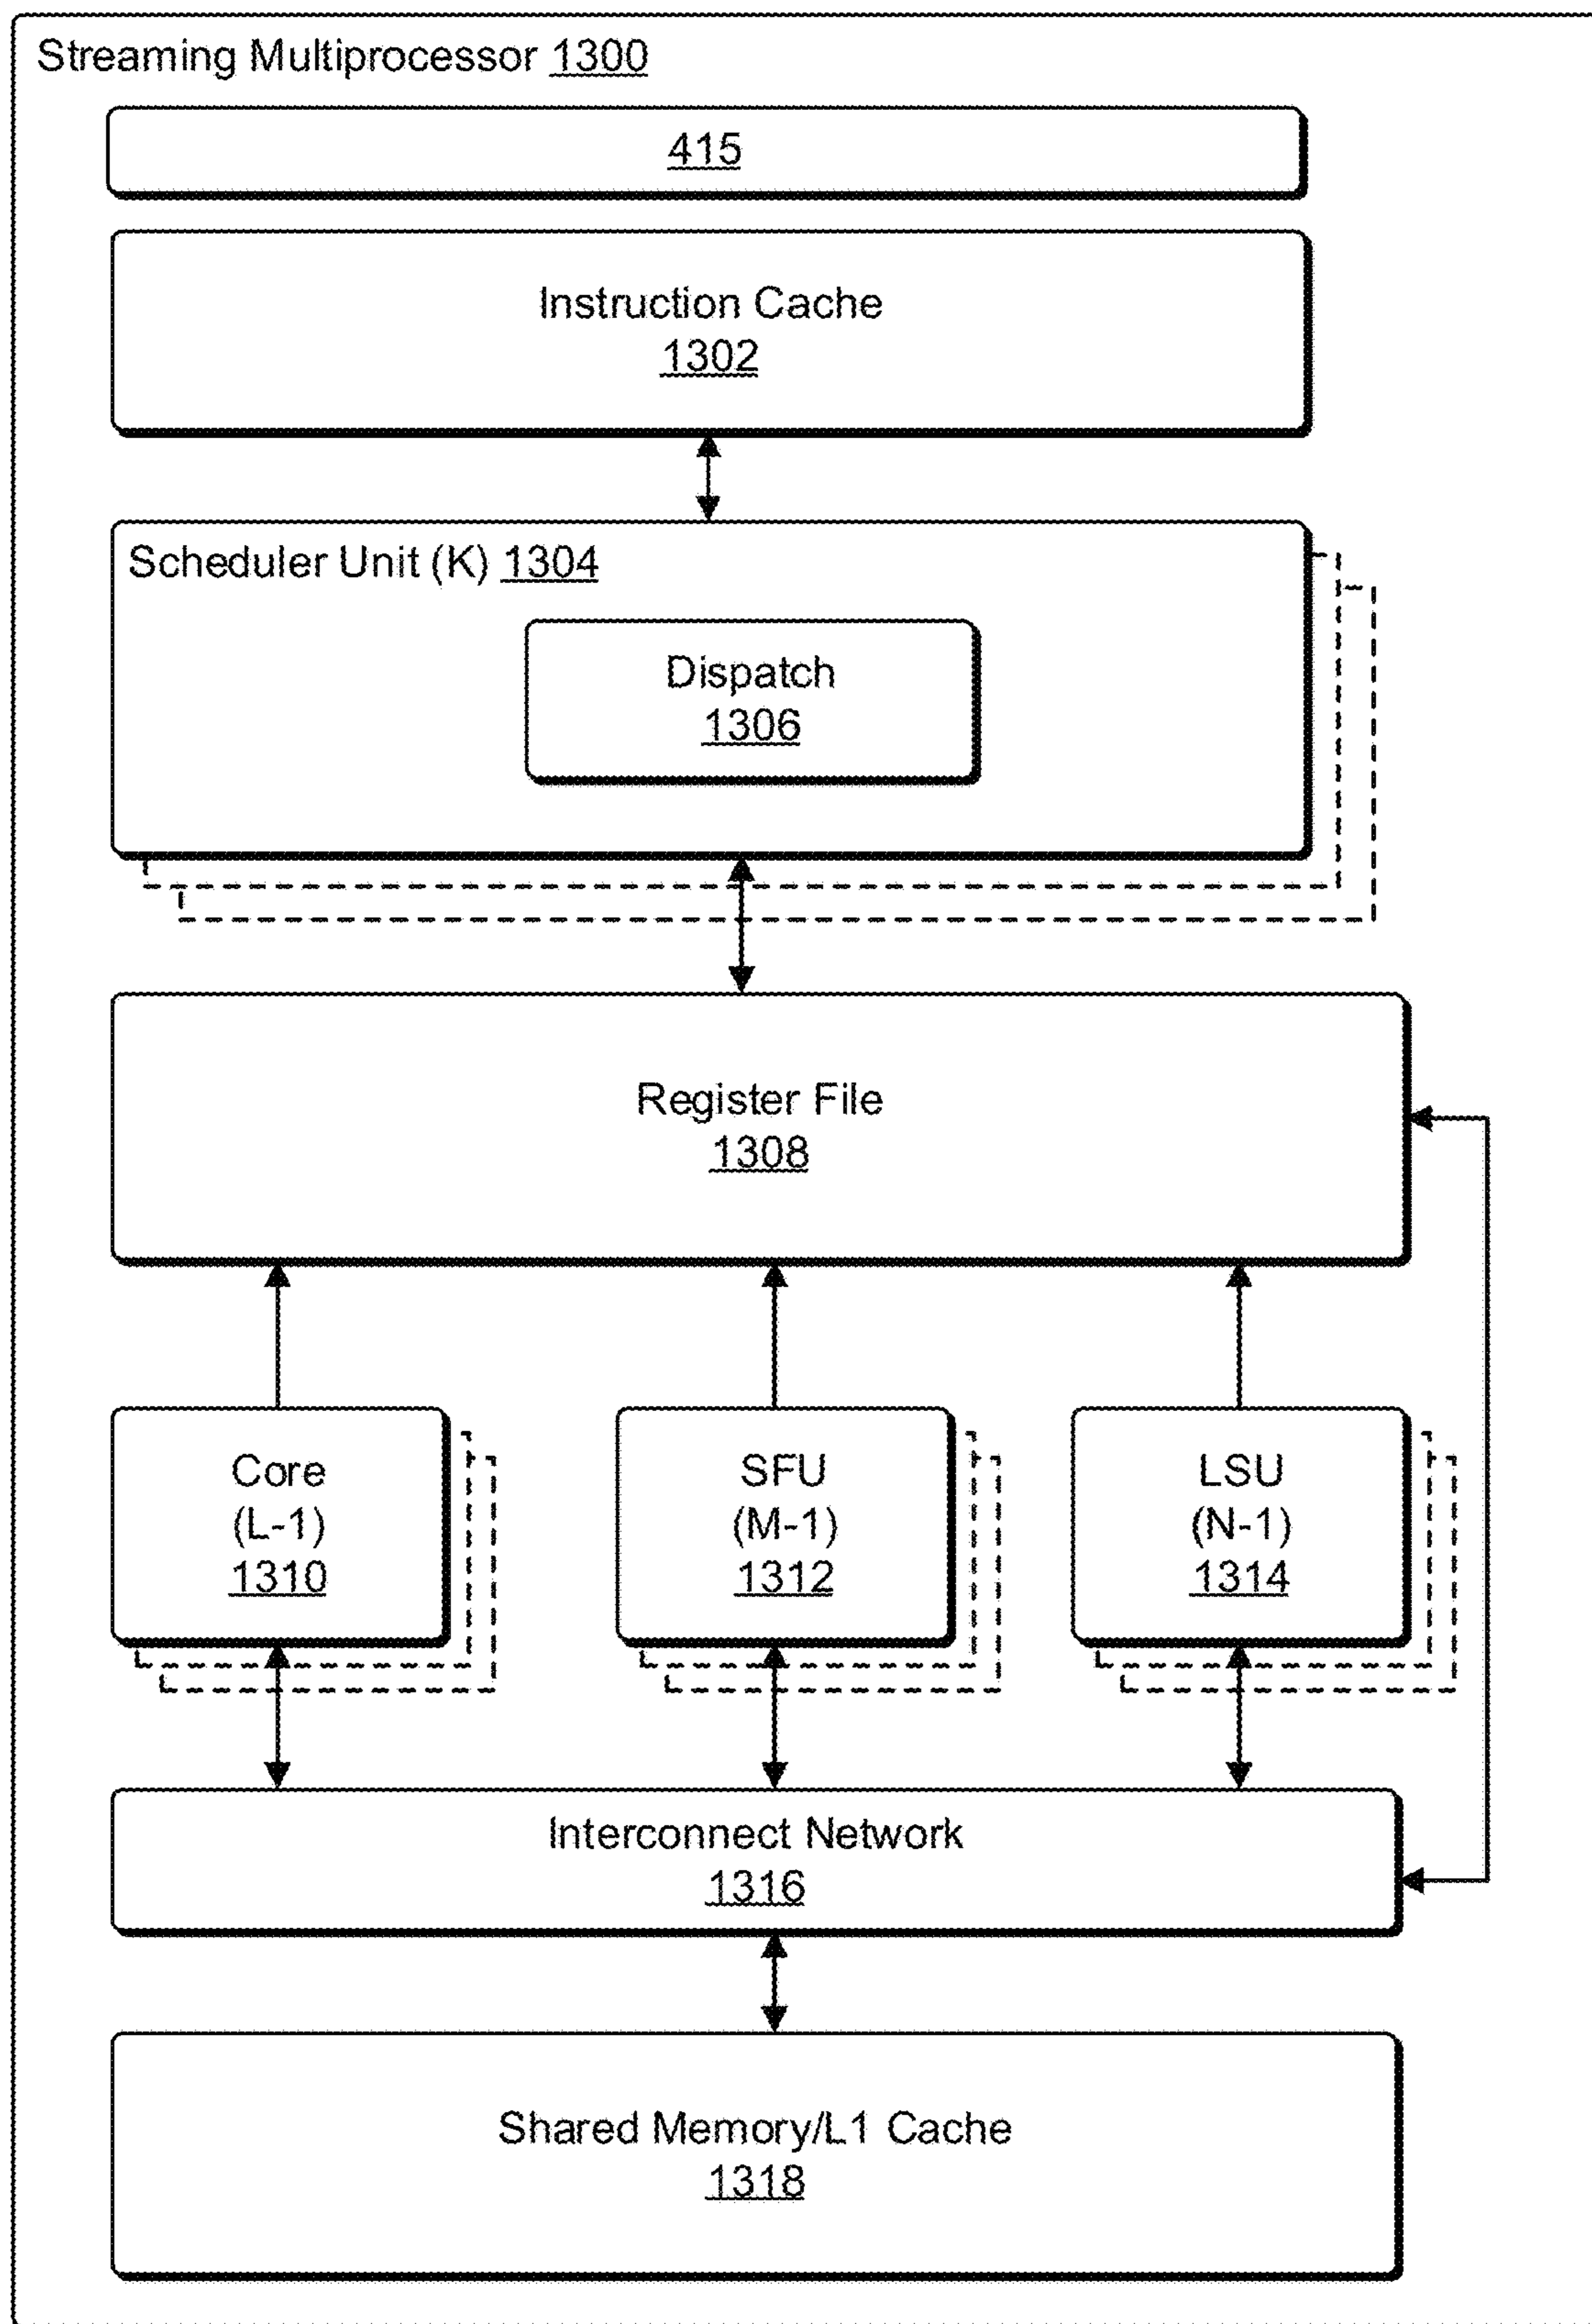 Streaming Multiprocessor 1300
415
Instruction Cache
1302
Scheduler Unit (K) 1304
Dispatch
1306
Register File
1308
Core
(L-1)
1310
SFU
(M-1)
1312
LSU
(N-1)
1314
Interconnect Network
1316
Shared Memory/L1 Cache
1318